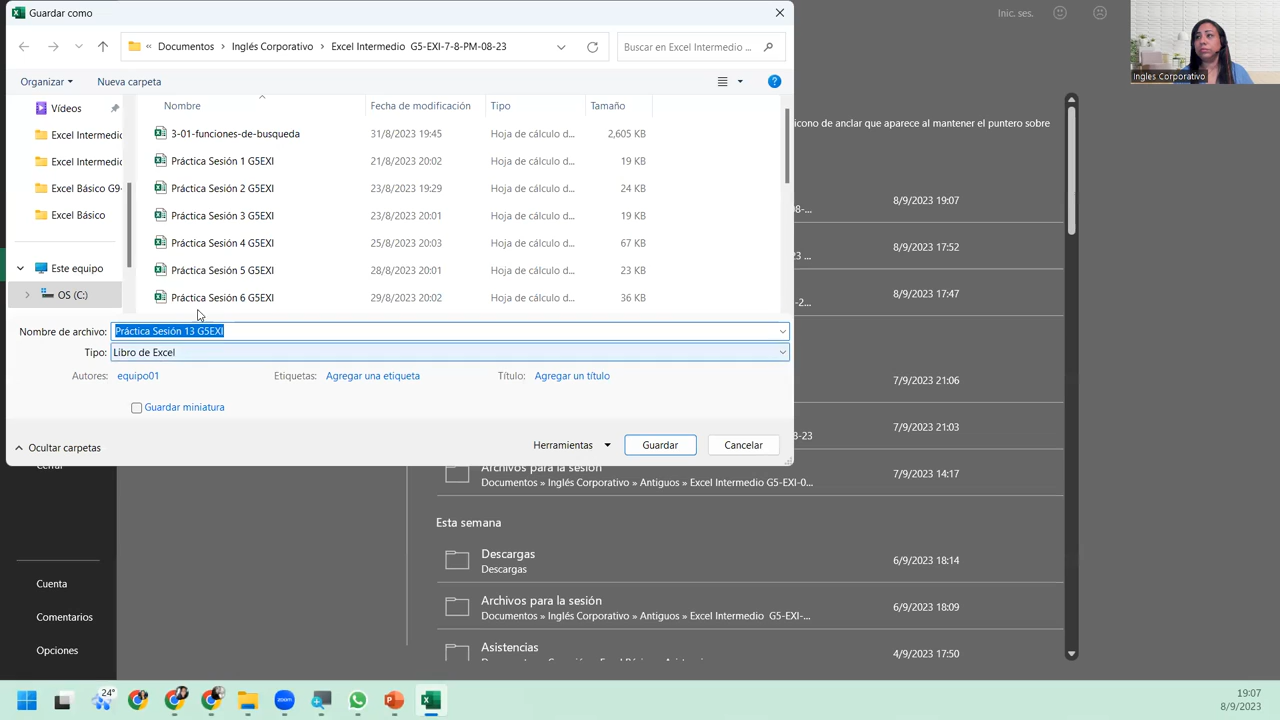 Guardar como
Inic. ses.
« Documentos › Inglés Corporativo › Excel Intermedio G5-EXI-7-8-PM-08-23
Buscar en Excel Intermedio ...
Ingles Corporativo
Organizar
Nueva carpeta
Vídeos
Excel Intermedi
Excel Intermedi
Excel Básico G9-
Excel Básico
Este equipo
OS (C:)
Nombre Fecha de modificación Tipo Tamaño
3-01-funciones-de-busqueda 31/8/2023 19:45 Hoja de cálculo d... 2,605 KB
Práctica Sesión 1 G5EXI 21/8/2023 20:02 Hoja de cálculo d... 19 KB
Práctica Sesión 2 G5EXI 23/8/2023 19:29 Hoja de cálculo d... 24 KB
Práctica Sesión 3 G5EXI 23/8/2023 20:01 Hoja de cálculo d... 19 KB
Práctica Sesión 4 G5EXI 25/8/2023 20:03 Hoja de cálculo d... 67 KB
Práctica Sesión 5 G5EXI 28/8/2023 20:01 Hoja de cálculo d... 23 KB
Práctica Sesión 6 G5EXI 29/8/2023 20:02 Hoja de cálculo d... 36 KB
Nombre de archivo: Práctica Sesión 13 G5EXI
Tipo: Libro de Excel
Autores: equipo01
Etiquetas: Agregar una etiqueta
Título: Agregar un título
Guardar miniatura
Ocultar carpetas
Herramientas
Guardar
Cancelar
ícono de anclar que aparece al mantener el puntero sobre
08-... 8/9/2023 19:07
23 ... 8/9/2023 17:52
-2... 8/9/2023 17:47
7/9/2023 21:06
8-23 7/9/2023 21:03
Archivos para la sesión
Documentos » Inglés Corporativo » Antiguos » Excel Intermedio G5-EXI-0... 7/9/2023 14:17
Esta semana
Descargas
Descargas 6/9/2023 18:14
Archivos para la sesión
Documentos » Inglés Corporativo » Antiguos » Excel Intermedio G5-EXI-... 6/9/2023 18:09
Asistencias 4/9/2023 17:50
Cerrar
Cuenta
Comentarios
Opciones
24°
zoom
19:07
8/9/2023